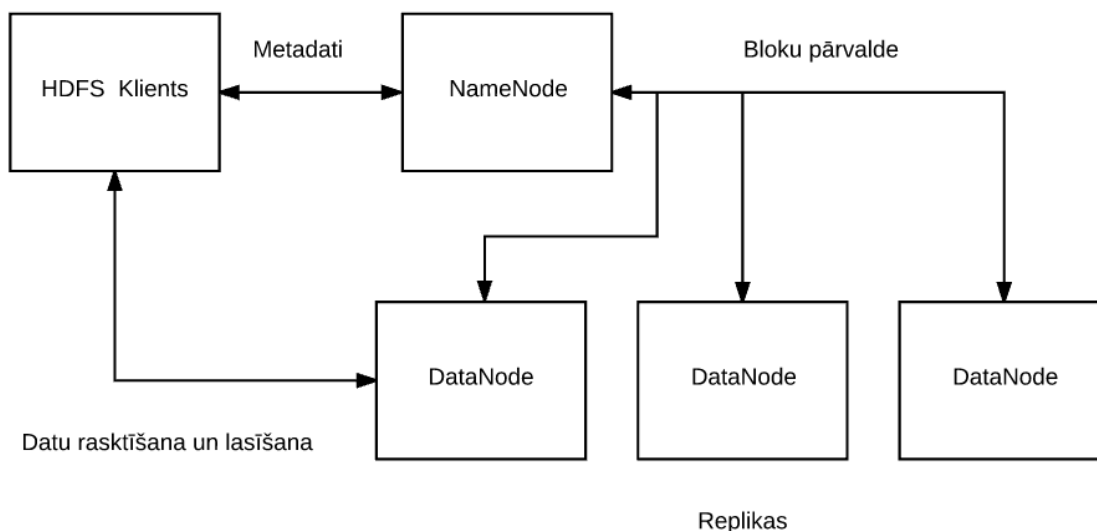 Metadati
Bloku pārvalde
HDFS Klients
NameNode
DataNode
DataNode
DataNode
Datu rasktīšana un lasīšana
Replikas